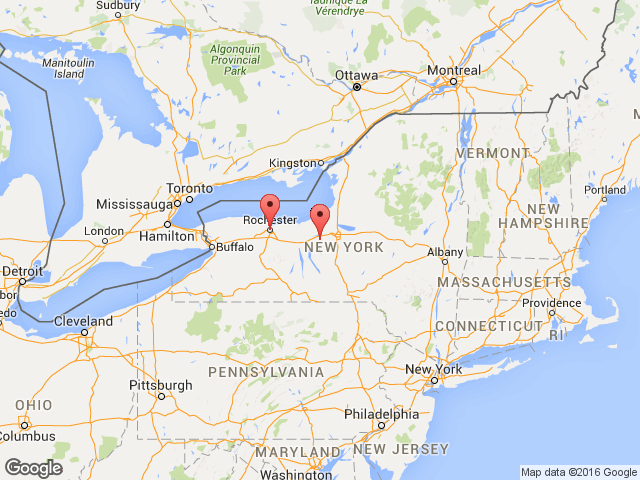 Sudbury
Parc de La
Vérendrye
Manitoulin
Island
Algonquin
Provincial
Park
Ottawa
Montreal
Kingston
VERMONT
Portland
Toronto
Mississauga
NEW
HAMPSHIRE
London
Hamilton
Rochester
Buffalo
NEW YORK
Albany
Detroit
MASSACHUSETTS
Providence
CONNECTICUT
RI
Cleveland
PENNSYLVANIA
New York
Pittsburgh
OHIO
Columbus
Philadelphia
MARYLAND
NEW JERSEY
Washington
Google
Map data ©2016 Google